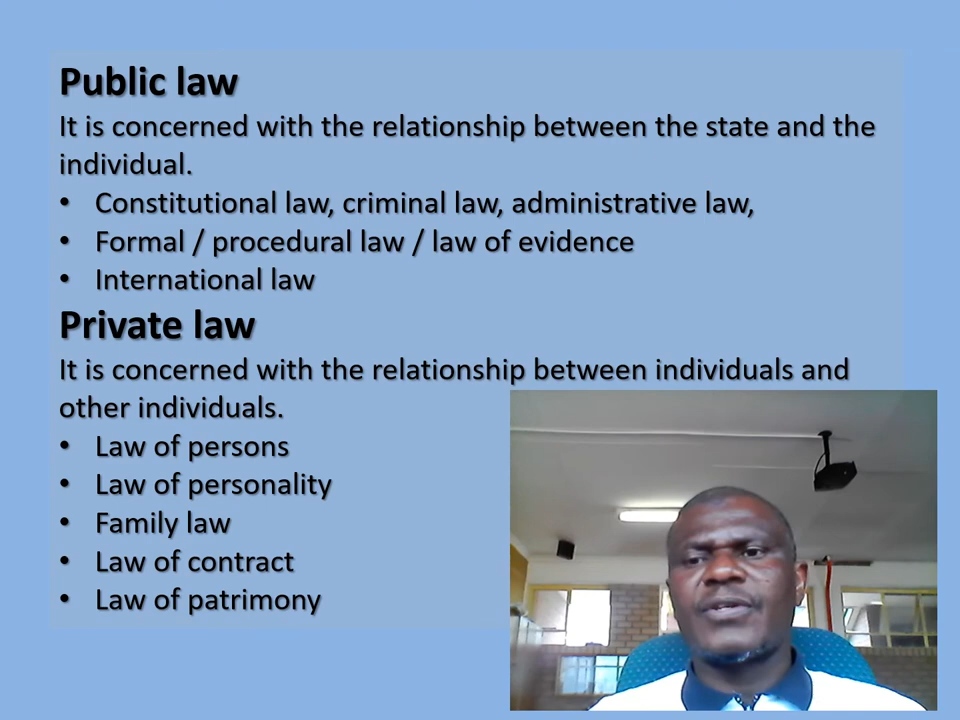 Public law
It is concerned with the relationship between the state and the
individual.
• Constitutional law, criminal law, administrative law,
• Formal / procedural law / law of evidence
• International law
Private law
It is concerned with the relationship between individuals and
other individuals.
• Law of persons
• Law of personality
• Family law
• Law of contract
• Law of patrimony